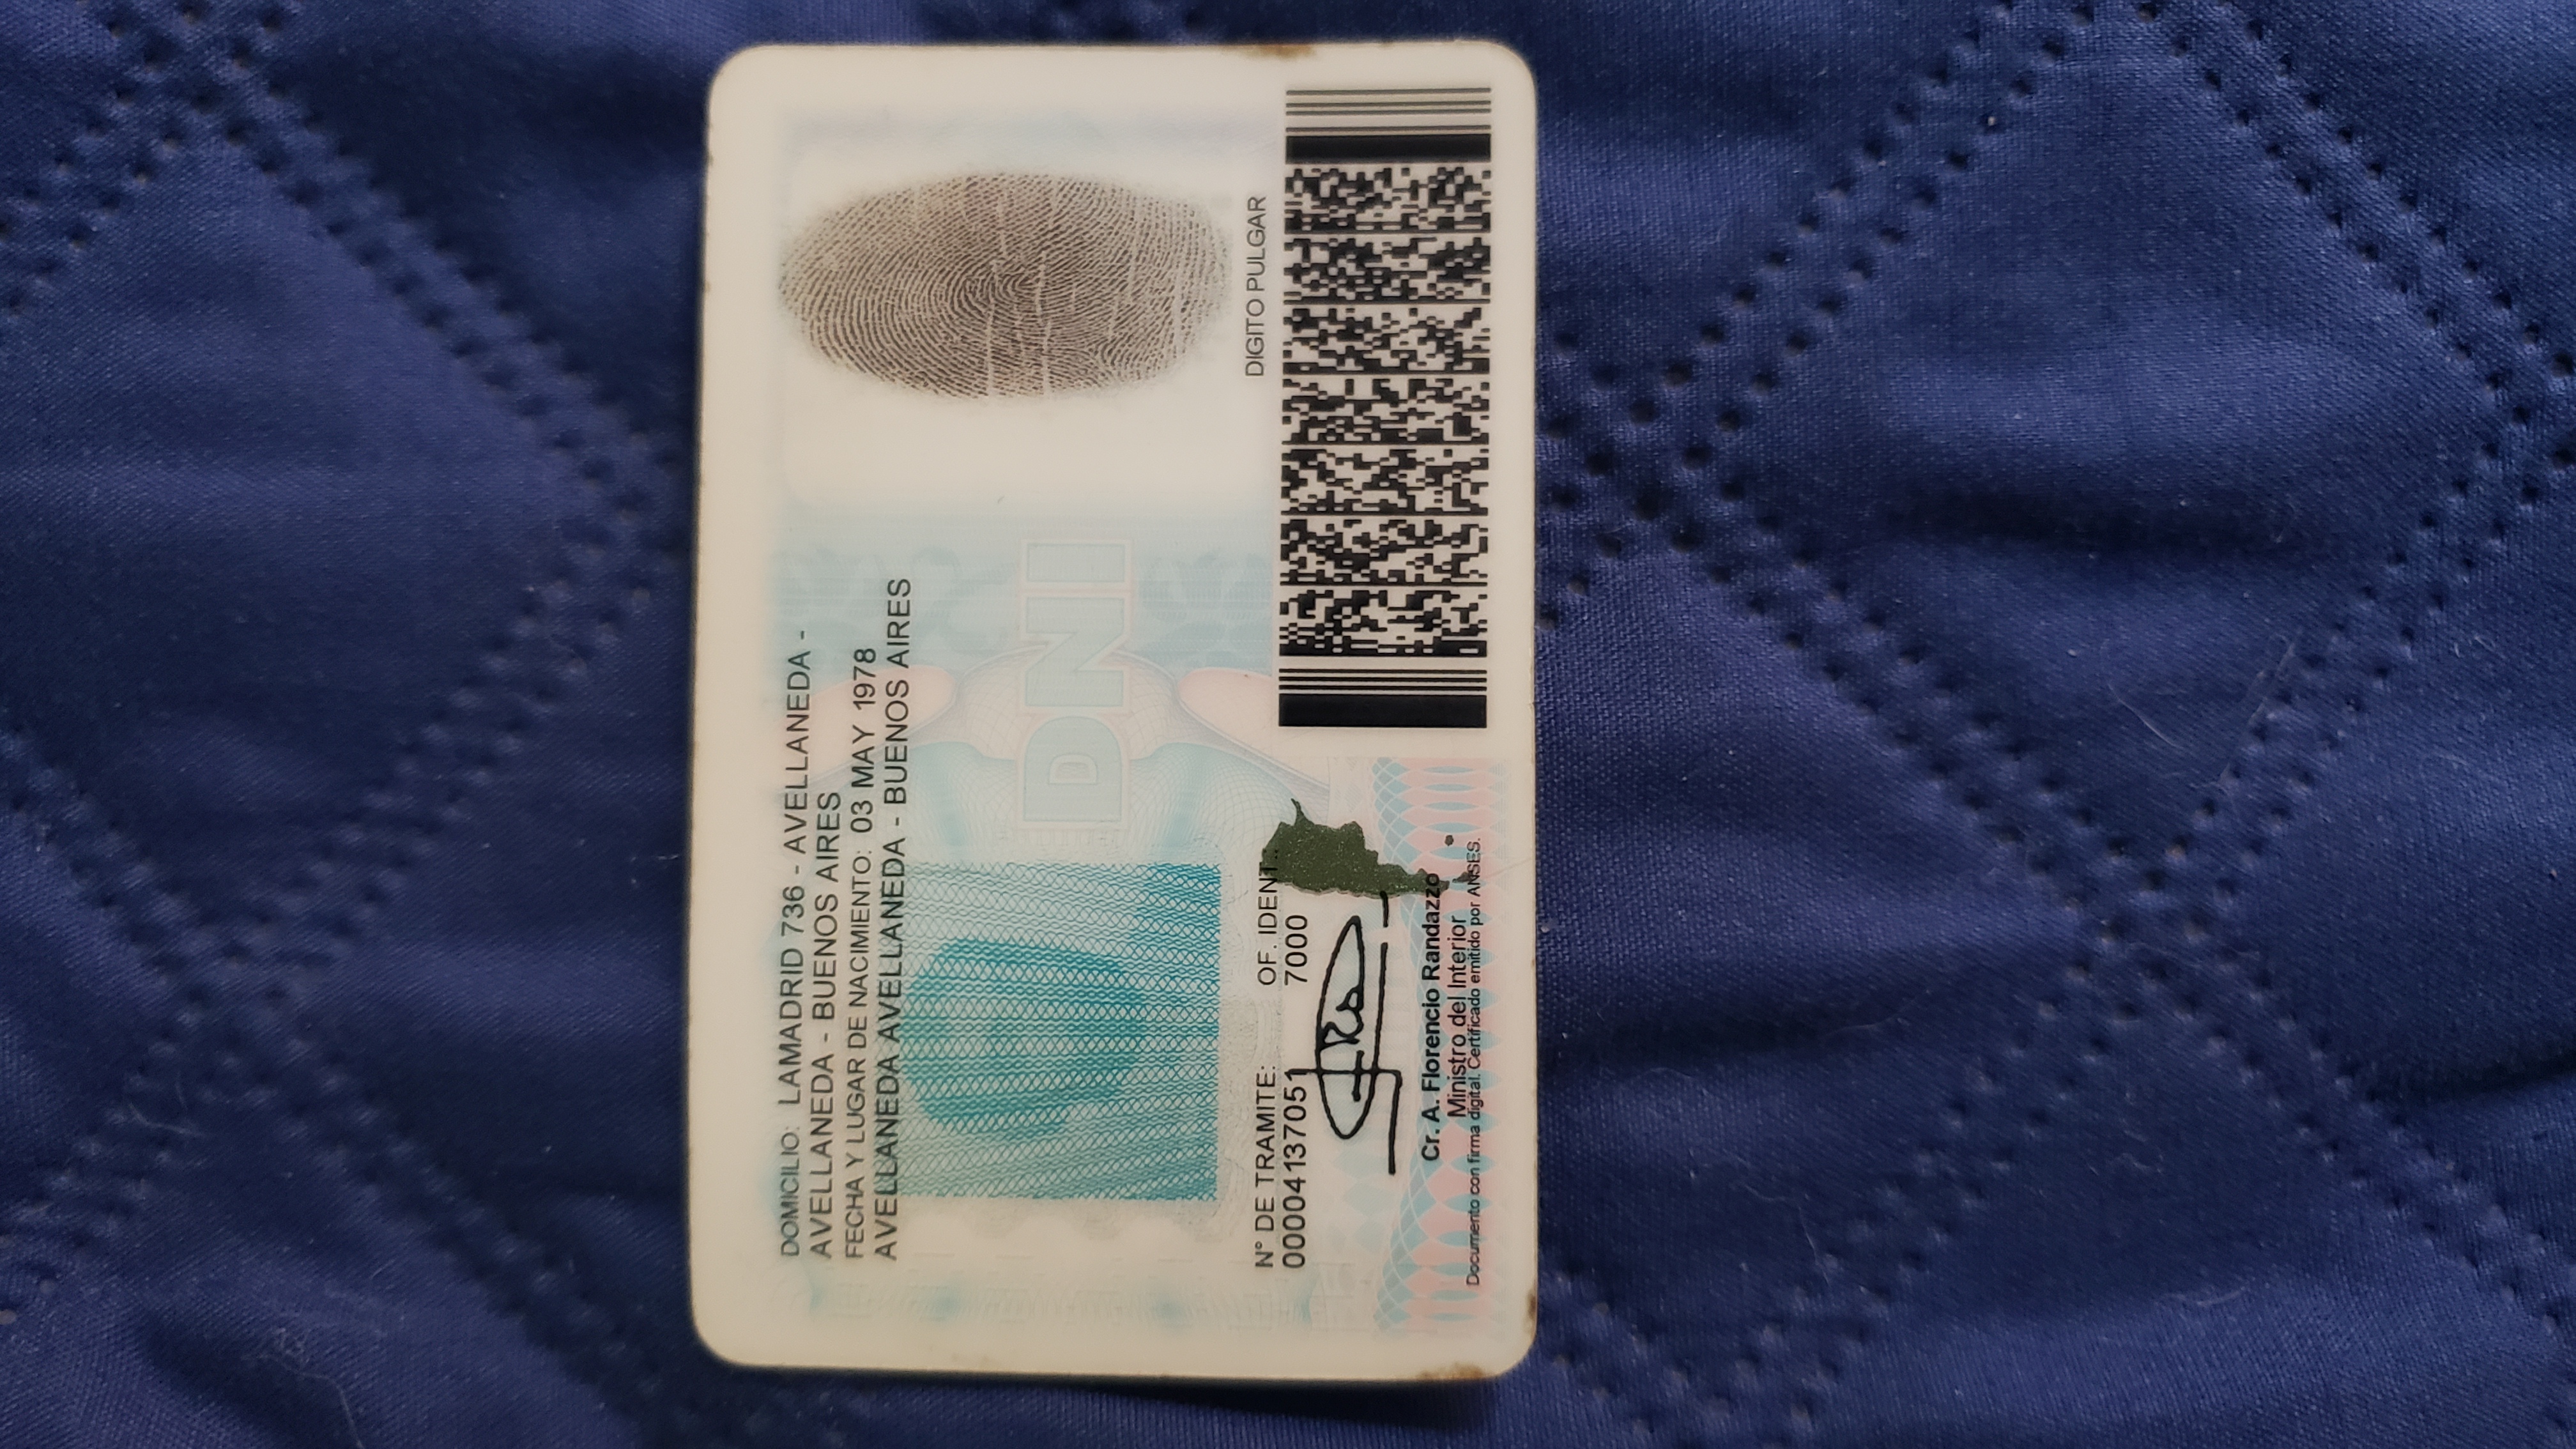 DOMICILIO: LAMADRID 736 - AVELLANEDA -
AVELLANEDA - BUENOS AIRES
FECHA Y LUGAR DE NACIMIENTO: 03 MAY 1978
AVELLANEDA AVELLANEDA - BUENOS AIRES
DNI
N° DE TRAMITE: OF. IDENT.:
00004137051 7000
DIGITO PULGAR
Cr. A. Florencio Randazzo
Ministro del Interior
Documento con firma digital. Certificado emitido por ANSES.